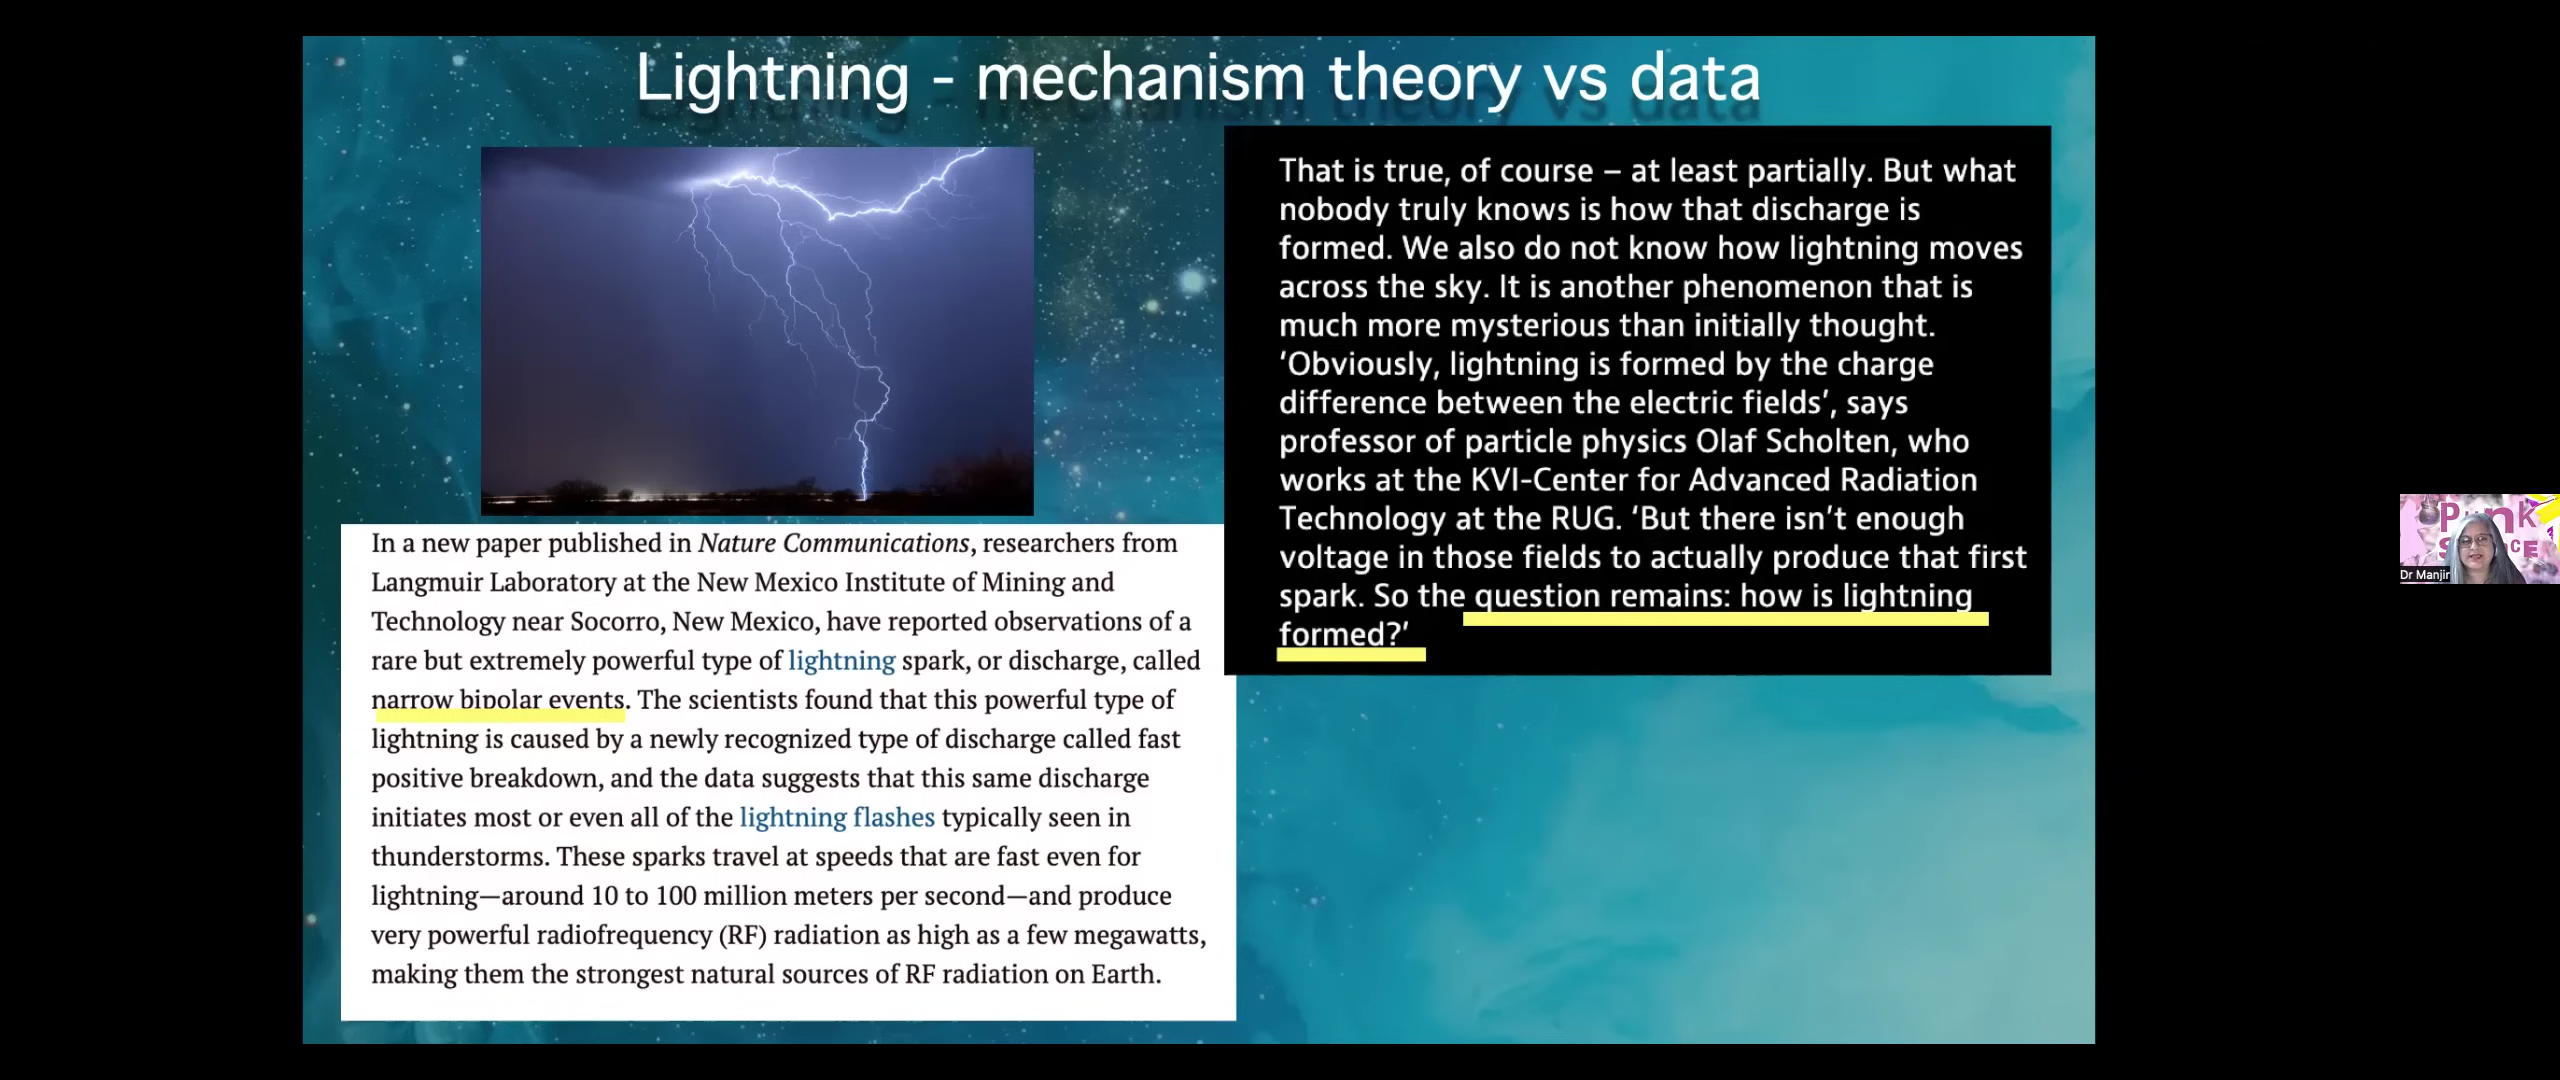 Lightning - mechanism theory vs data
In a new paper published in Nature Communications, researchers from
Langmuir Laboratory at the New Mexico Institute of Mining and
Technology near Socorro, New Mexico, have reported observations of a
rare but extremely powerful type of lightning spark, or discharge, called
narrow bipolar events. The scientists found that this powerful type of
lightning is caused by a newly recognized type of discharge called fast
positive breakdown, and the data suggests that this same discharge
initiates most or even all of the lightning flashes typically seen in
thunderstorms. These sparks travel at speeds that are fast even for
lightning—around 10 to 100 million meters per second—and produce
very powerful radiofrequency (RF) radiation as high as a few megawatts,
making them the strongest natural sources of RF radiation on Earth.
That is true, of course – at least partially. But what
nobody truly knows is how that discharge is
formed. We also do not know how lightning moves
across the sky. It is another phenomenon that is
much more mysterious than initially thought.
‘Obviously, lightning is formed by the charge
difference between the electric fields’, says
professor of particle physics Olaf Scholten, who
works at the KVI-Center for Advanced Radiation
Technology at the RUG. ‘But there isn’t enough
voltage in those fields to actually produce that first
spark. So the question remains: how is lightning
formed?’
Dr Manjir